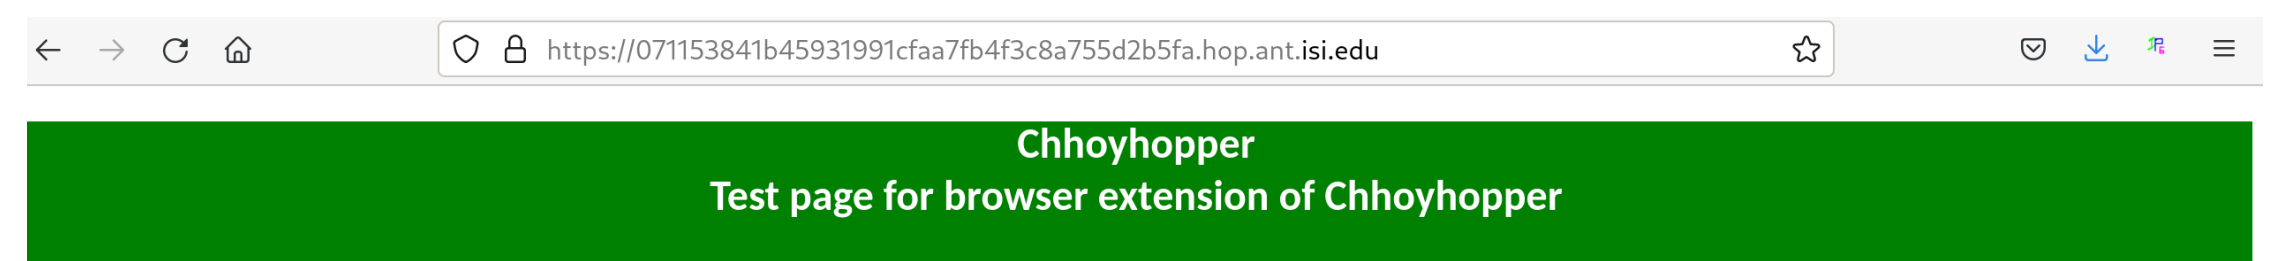 https://071153841b45931991cfaa7fb4f3c8a755d2b5fa.hop.ant.isi.edu
Chhoyhopper
Test page for browser extension of Chhoyhopper